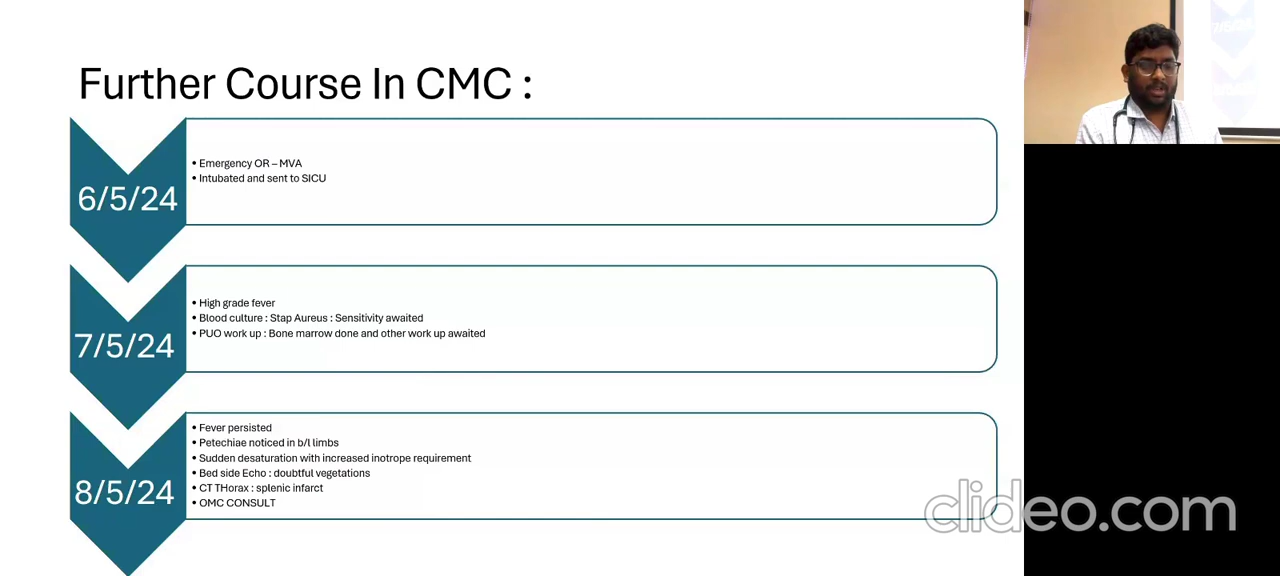 Further Course In CMC :
6/5/24
• Emergency OR – MVA
• Intubated and sent to SICU
7/5/24
• High grade fever
• Blood culture : Stap Aureus : Sensitivity awaited
• PUO work up : Bone marrow done and other work up awaited
8/5/24
• Fever persisted
• Petechiae noticed in b/l limbs
• Sudden desaturation with increased inotrope requirement
• Bed side Echo : doubtful vegetations
• CT THorax : splenic infarct
• OMC CONSULT
clideo.com